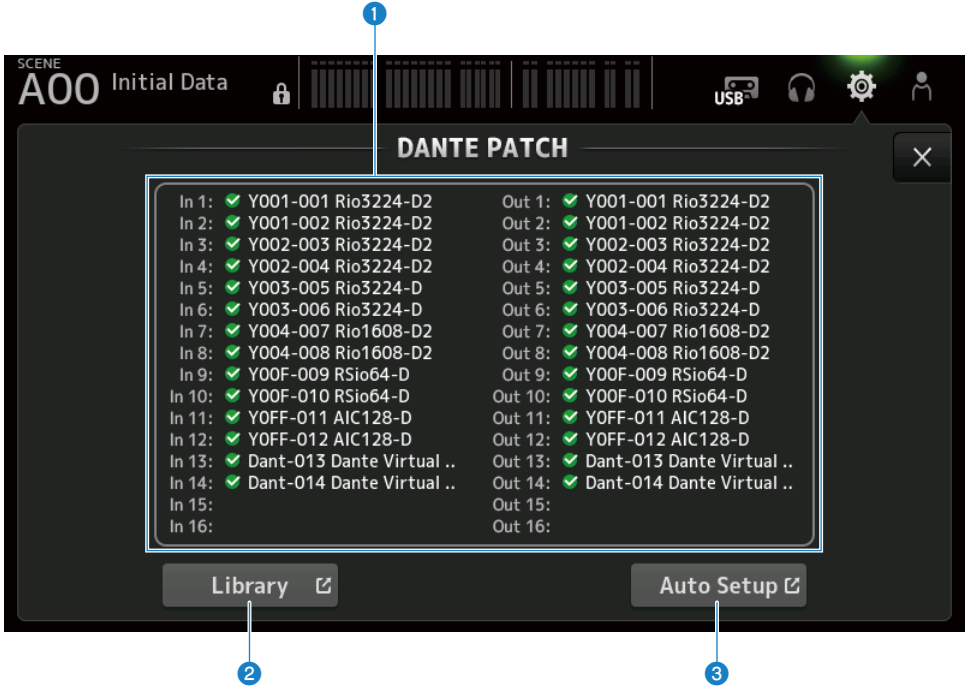 1
SCENE
A00 Initial Data
USB
DANTE PATCH
In 1: Y001-001 Rio3224-D2 Out 1: Y001-001 Rio3224-D2
In 2: Y001-002 Rio3224-D2 Out 2: Y001-002 Rio3224-D2
In 3: Y002-003 Rio3224-D2 Out 3: Y002-003 Rio3224-D2
In 4: Y002-004 Rio3224-D2 Out 4: Y002-004 Rio3224-D2
In 5: Y003-005 Rio3224-D Out 5: Y003-005 Rio3224-D
In 6: Y003-006 Rio3224-D Out 6: Y003-006 Rio3224-D
In 7: Y004-007 Rio1608-D2 Out 7: Y004-007 Rio1608-D2
In 8: Y004-008 Rio1608-D2 Out 8: Y004-008 Rio1608-D2
In 9: Y00F-009 RSio64-D Out 9: Y00F-009 RSio64-D
In 10: Y00F-010 RSio64-D Out 10: Y00F-010 RSio64-D
In 11: Y0FF-011 AIC128-D Out 11: Y0FF-011 AIC128-D
In 12: Y0FF-012 AIC128-D Out 12: Y0FF-012 AIC128-D
In 13: Dant-013 Dante Virtual .. Out 13: Dant-013 Dante Virtual ..
In 14: Dant-014 Dante Virtual .. Out 14: Dant-014 Dante Virtual ..
In 15: Out 15:
In 16: Out 16:
Library Auto Setup
2 3